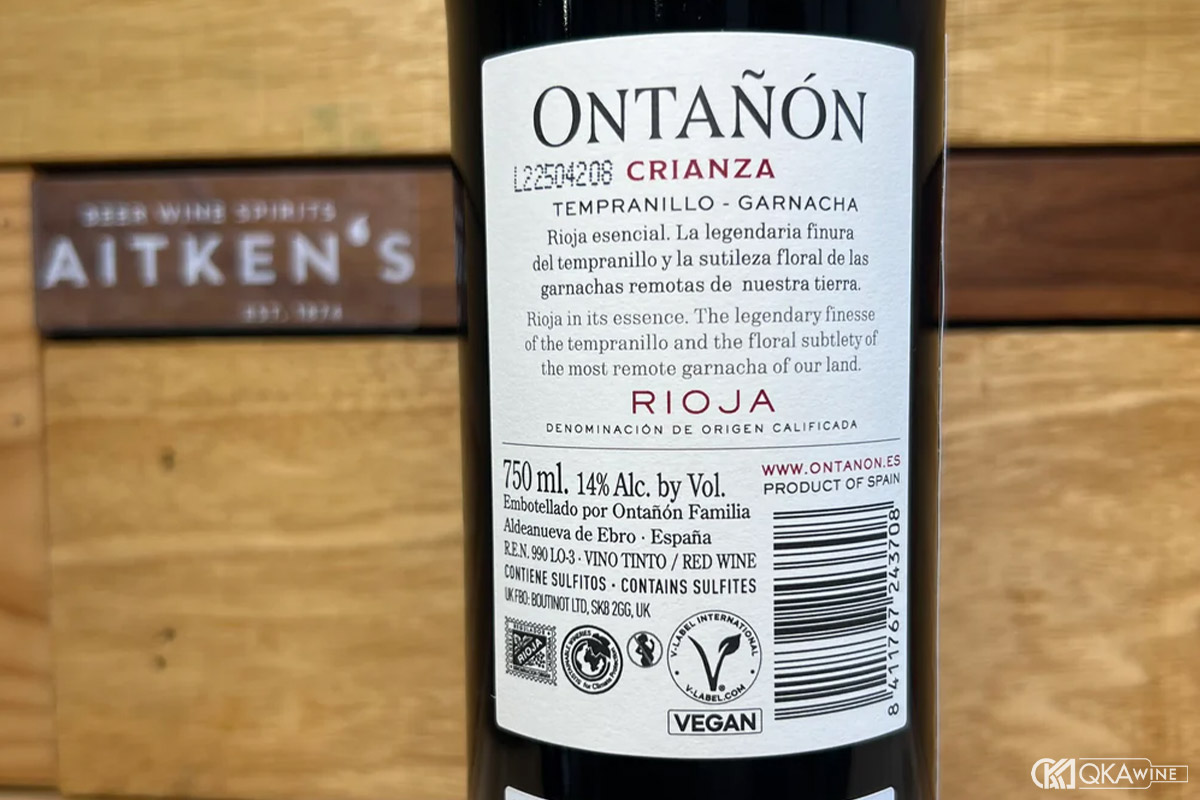 BEER WINE SPIRITS
AITKEN'S
EST. 1874
ONTAÑÓN
L22504208 CRIANZA
TEMPRANILLO - GARNACHA
Rioja esencial. La legendaria finura
del tempranillo y la sutileza floral de las
garnachas remotas de nuestra tierra.
Rioja in its essence. The legendary finesse
of the tempranillo and the floral subtlety of
the most remote garnacha of our land.
RIOJA
DENOMINACIÓN DE ORIGEN CALIFICADA
750 ml. 14% Alc. by Vol.
Embotellado por Ontañón Familia
Aldeanueva de Ebro · España
R.E.N. 990 LO-3 · VINO TINTO / RED WINE
CONTIENE SULFITOS · CONTAINS SULFITES
UK FBO: BOUTINOT LTD, SK8 2GG, UK
WWW.ONTANON.ES
PRODUCT OF SPAIN
8 411767 243708
RIOJA
for Climate
V-LABEL INTERNATIONAL
· V-LABEL.COM ·
VEGAN
QKAWINE